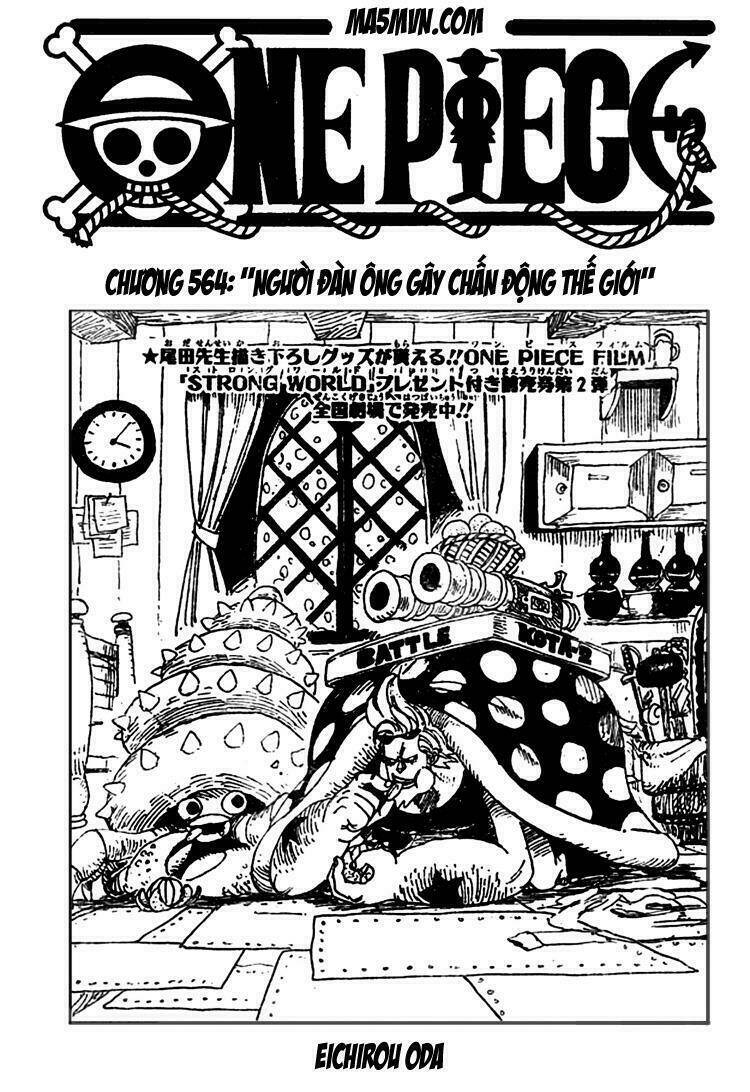 MA5MVN.COM
ONE PIECE
CHƯƠNG 564: "NGƯỜI ĐÀN ÔNG GÂY CHẤN ĐỘNG THẾ GIỚI"
★尾田先生描き下ろしグッズが買える!!ONE PIECE FILM
『STRONG WORLD』プレゼント付き前売券第2弾
全国劇場で発売中!!
BATTLE KOTA-2
EICHIROU ODA